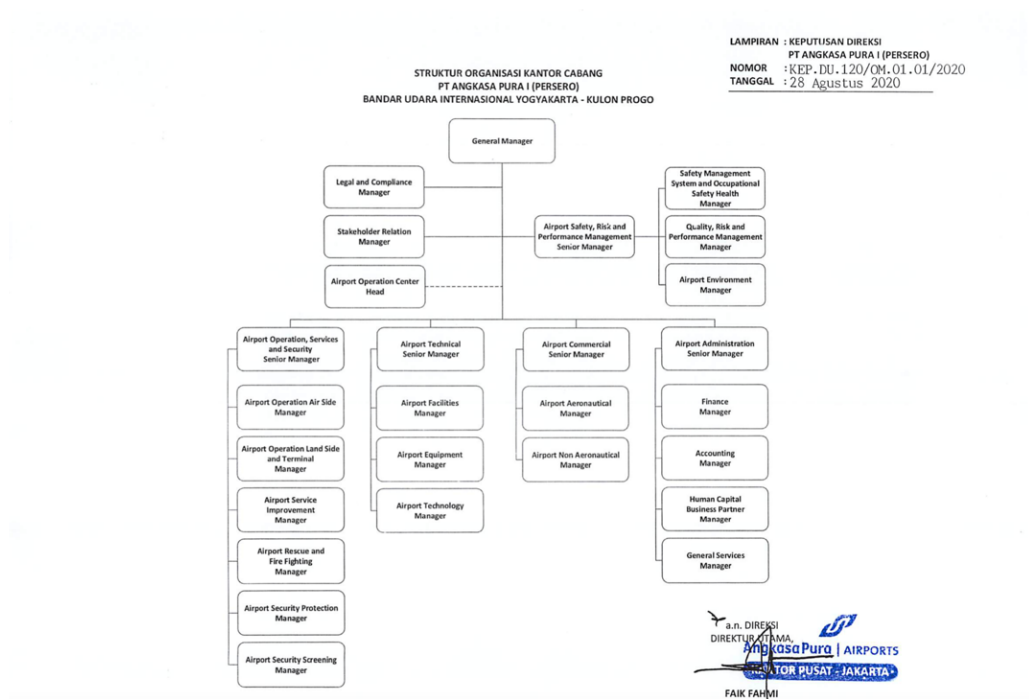 LAMPIRAN : KEPUTUSAN DIREKSI
PT ANGKASA PURA I (PERSERO)
NOMOR : KEP.DU.120/OM.01.01/2020
TANGGAL : 28 Agustus 2020
STRUKTUR ORGANISASI KANTOR CABANG
PT ANGKASA PURA I (PERSERO)
BANDAR UDARA INTERNASIONAL YOGYAKARTA - KULON PROGO
General Manager
Legal and Compliance
Manager
Safety Management
System and Occupational
Safety Health
Manager
Stakeholder Relation
Manager
Airport Safety, Risk and
Performance Management
Senior Manager
Quality, Risk and
Performance Management
Manager
Airport Operation Center
Head
Airport Environment
Manager
Airport Operation, Services
and Security
Senior Manager
Airport Technical
Senior Manager
Airport Commercial
Senior Manager
Airport Administration
Senior Manager
Airport Operation Air Side
Manager
Airport Facilities
Manager
Airport Aeronautical
Manager
Finance
Manager
Airport Operation Land Side
and Terminal
Manager
Airport Equipment
Manager
Airport Non Aeronautical
Manager
Accounting
Manager
Airport Service
Improvement
Manager
Airport Technology
Manager
Human Capital
Business Partner
Manager
Airport Rescue and
Fire Fighting
Manager
General Services
Manager
Airport Security Protection
Manager
Airport Security Screening
Manager
a.n. DIREKSI
DIREKTUR UTAMA,
Angkasa Pura | AIRPORTS
KANTOR PUSAT - JAKARTA
FAIK FAHMI